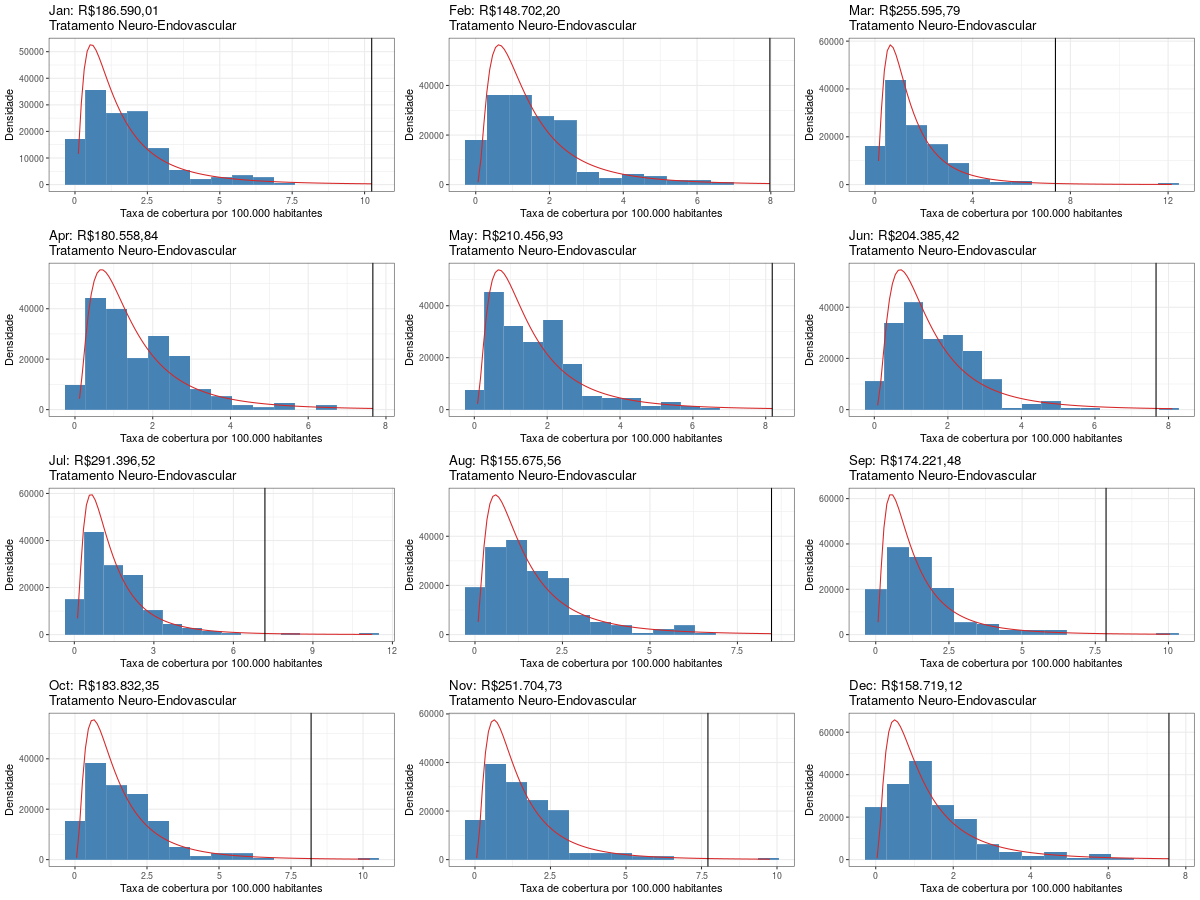 Jan: R$186.590,01
Tratamento Neuro-Endovascular
Densidade
50000
40000
30000
20000
10000
0
0
2.5
5.0
7.5
10
Taxa de cobertura por 100.000 habitantes
Feb: R$148.702,20
Tratamento Neuro-Endovascular
Densidade
40000
20000
0
0
2
4
6
8
Taxa de cobertura por 100.000 habitantes
Mar: R$255.595,79
Tratamento Neuro-Endovascular
Densidade
60000
40000
20000
0
0
4
8
12
Taxa de cobertura por 100.000 habitantes
Apr: R$180.558,84
Tratamento Neuro-Endovascular
Densidade
40000
20000
0
0
2
4
6
8
Taxa de cobertura por 100.000 habitantes
May: R$210.456,93
Tratamento Neuro-Endovascular
Densidade
40000
20000
0
0
2
4
6
8
Taxa de cobertura por 100.000 habitantes
Jun: R$204.385,42
Tratamento Neuro-Endovascular
Densidade
40000
20000
0
0
2
4
6
8
Taxa de cobertura por 100.000 habitantes
Jul: R$291.396,52
Tratamento Neuro-Endovascular
Densidade
60000
40000
20000
0
0
3
6
9
12
Taxa de cobertura por 100.000 habitantes
Aug: R$155.675,56
Tratamento Neuro-Endovascular
Densidade
40000
20000
0
0
2.5
5
7.5
Taxa de cobertura por 100.000 habitantes
Sep: R$174.221,48
Tratamento Neuro-Endovascular
Densidade
60000
40000
20000
0
0
2.5
5
7.5
10
Taxa de cobertura por 100.000 habitantes
Oct: R$183.832,35
Tratamento Neuro-Endovascular
Densidade
40000
20000
0
0
2.5
5
7.5
10
Taxa de cobertura por 100.000 habitantes
Nov: R$251.704,73
Tratamento Neuro-Endovascular
Densidade
60000
40000
20000
0
0
2.5
5
7.5
10
Taxa de cobertura por 100.000 habitantes
Dec: R$158.719,12
Tratamento Neuro-Endovascular
Densidade
60000
40000
20000
0
0
2
4
6
8
Taxa de cobertura por 100.000 habitantes